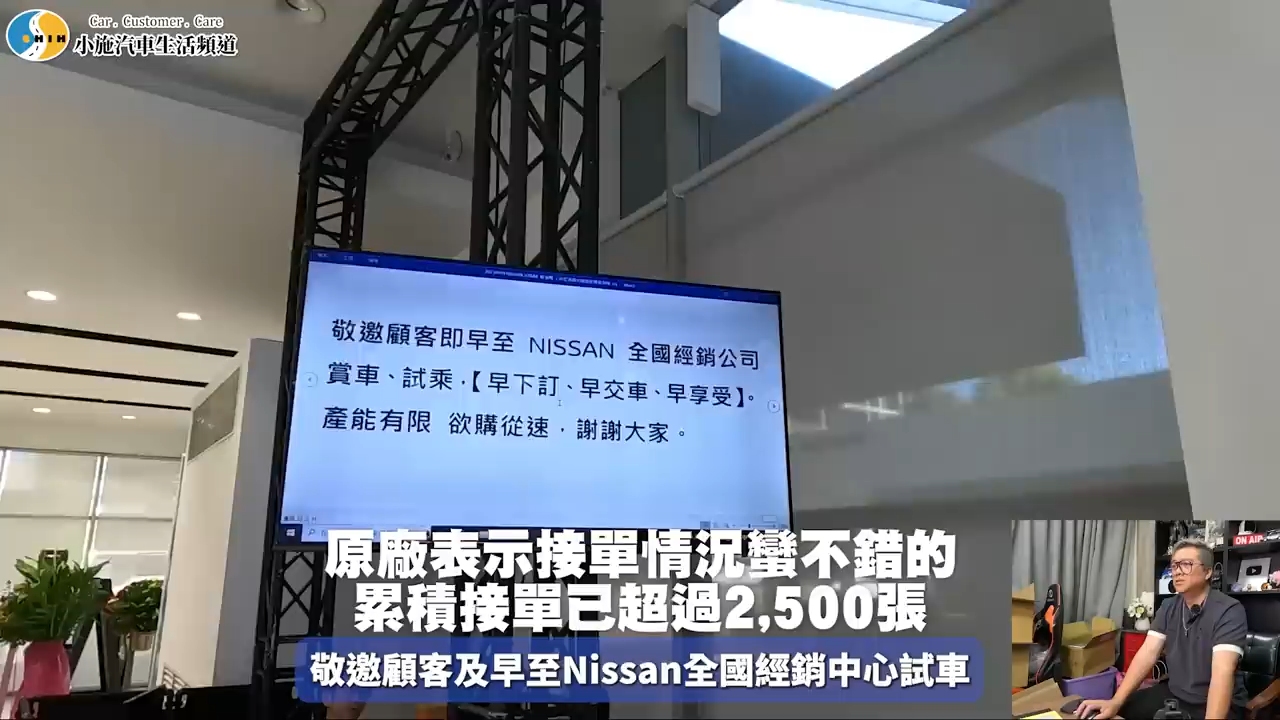 Car. Customer. Care
SHIH
小施汽車生活頻道
敬邀顧客即早至 NISSAN 全國經銷公司
賞車、試乘,【早下訂、早交車、早享受】。
產能有限 欲購從速,謝謝大家。
ON AIR
原廠表示接單情況蠻不錯的
累積接單已超過2,500張
敬邀顧客及早至Nissan全國經銷中心試車